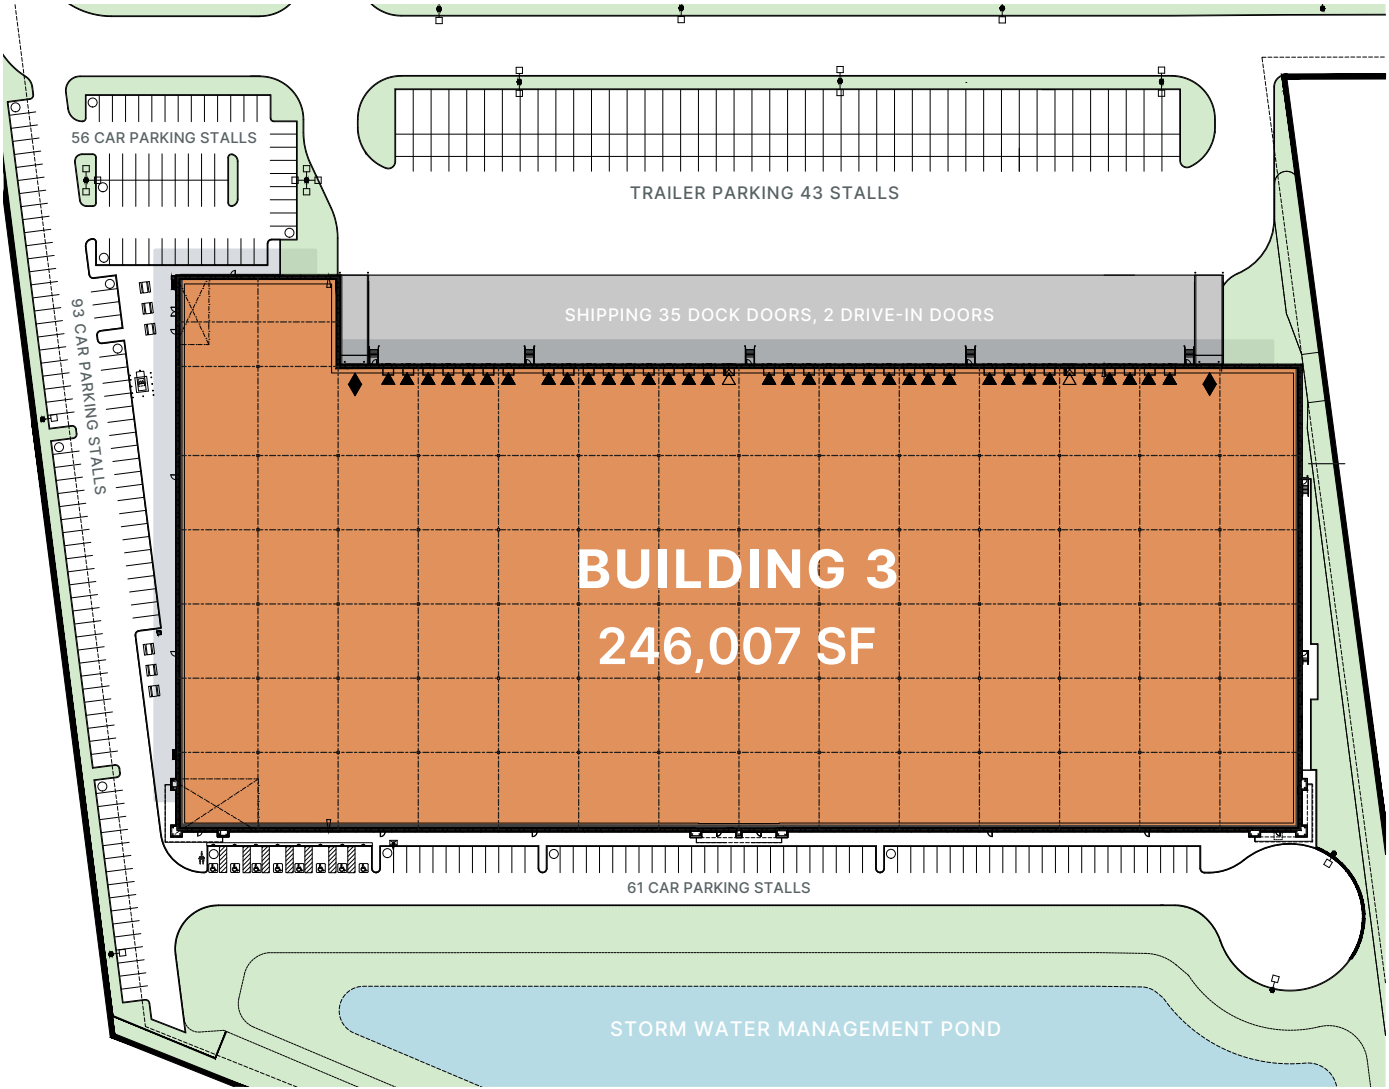 56 CAR PARKING STALLS
TRAILER PARKING 43 STALLS
93 CAR PARKING STALLS
SHIPPING 35 DOCK DOORS, 2 DRIVE-IN DOORS
BUILDING 3
246,007 SF
61 CAR PARKING STALLS
STORM WATER MANAGEMENT POND